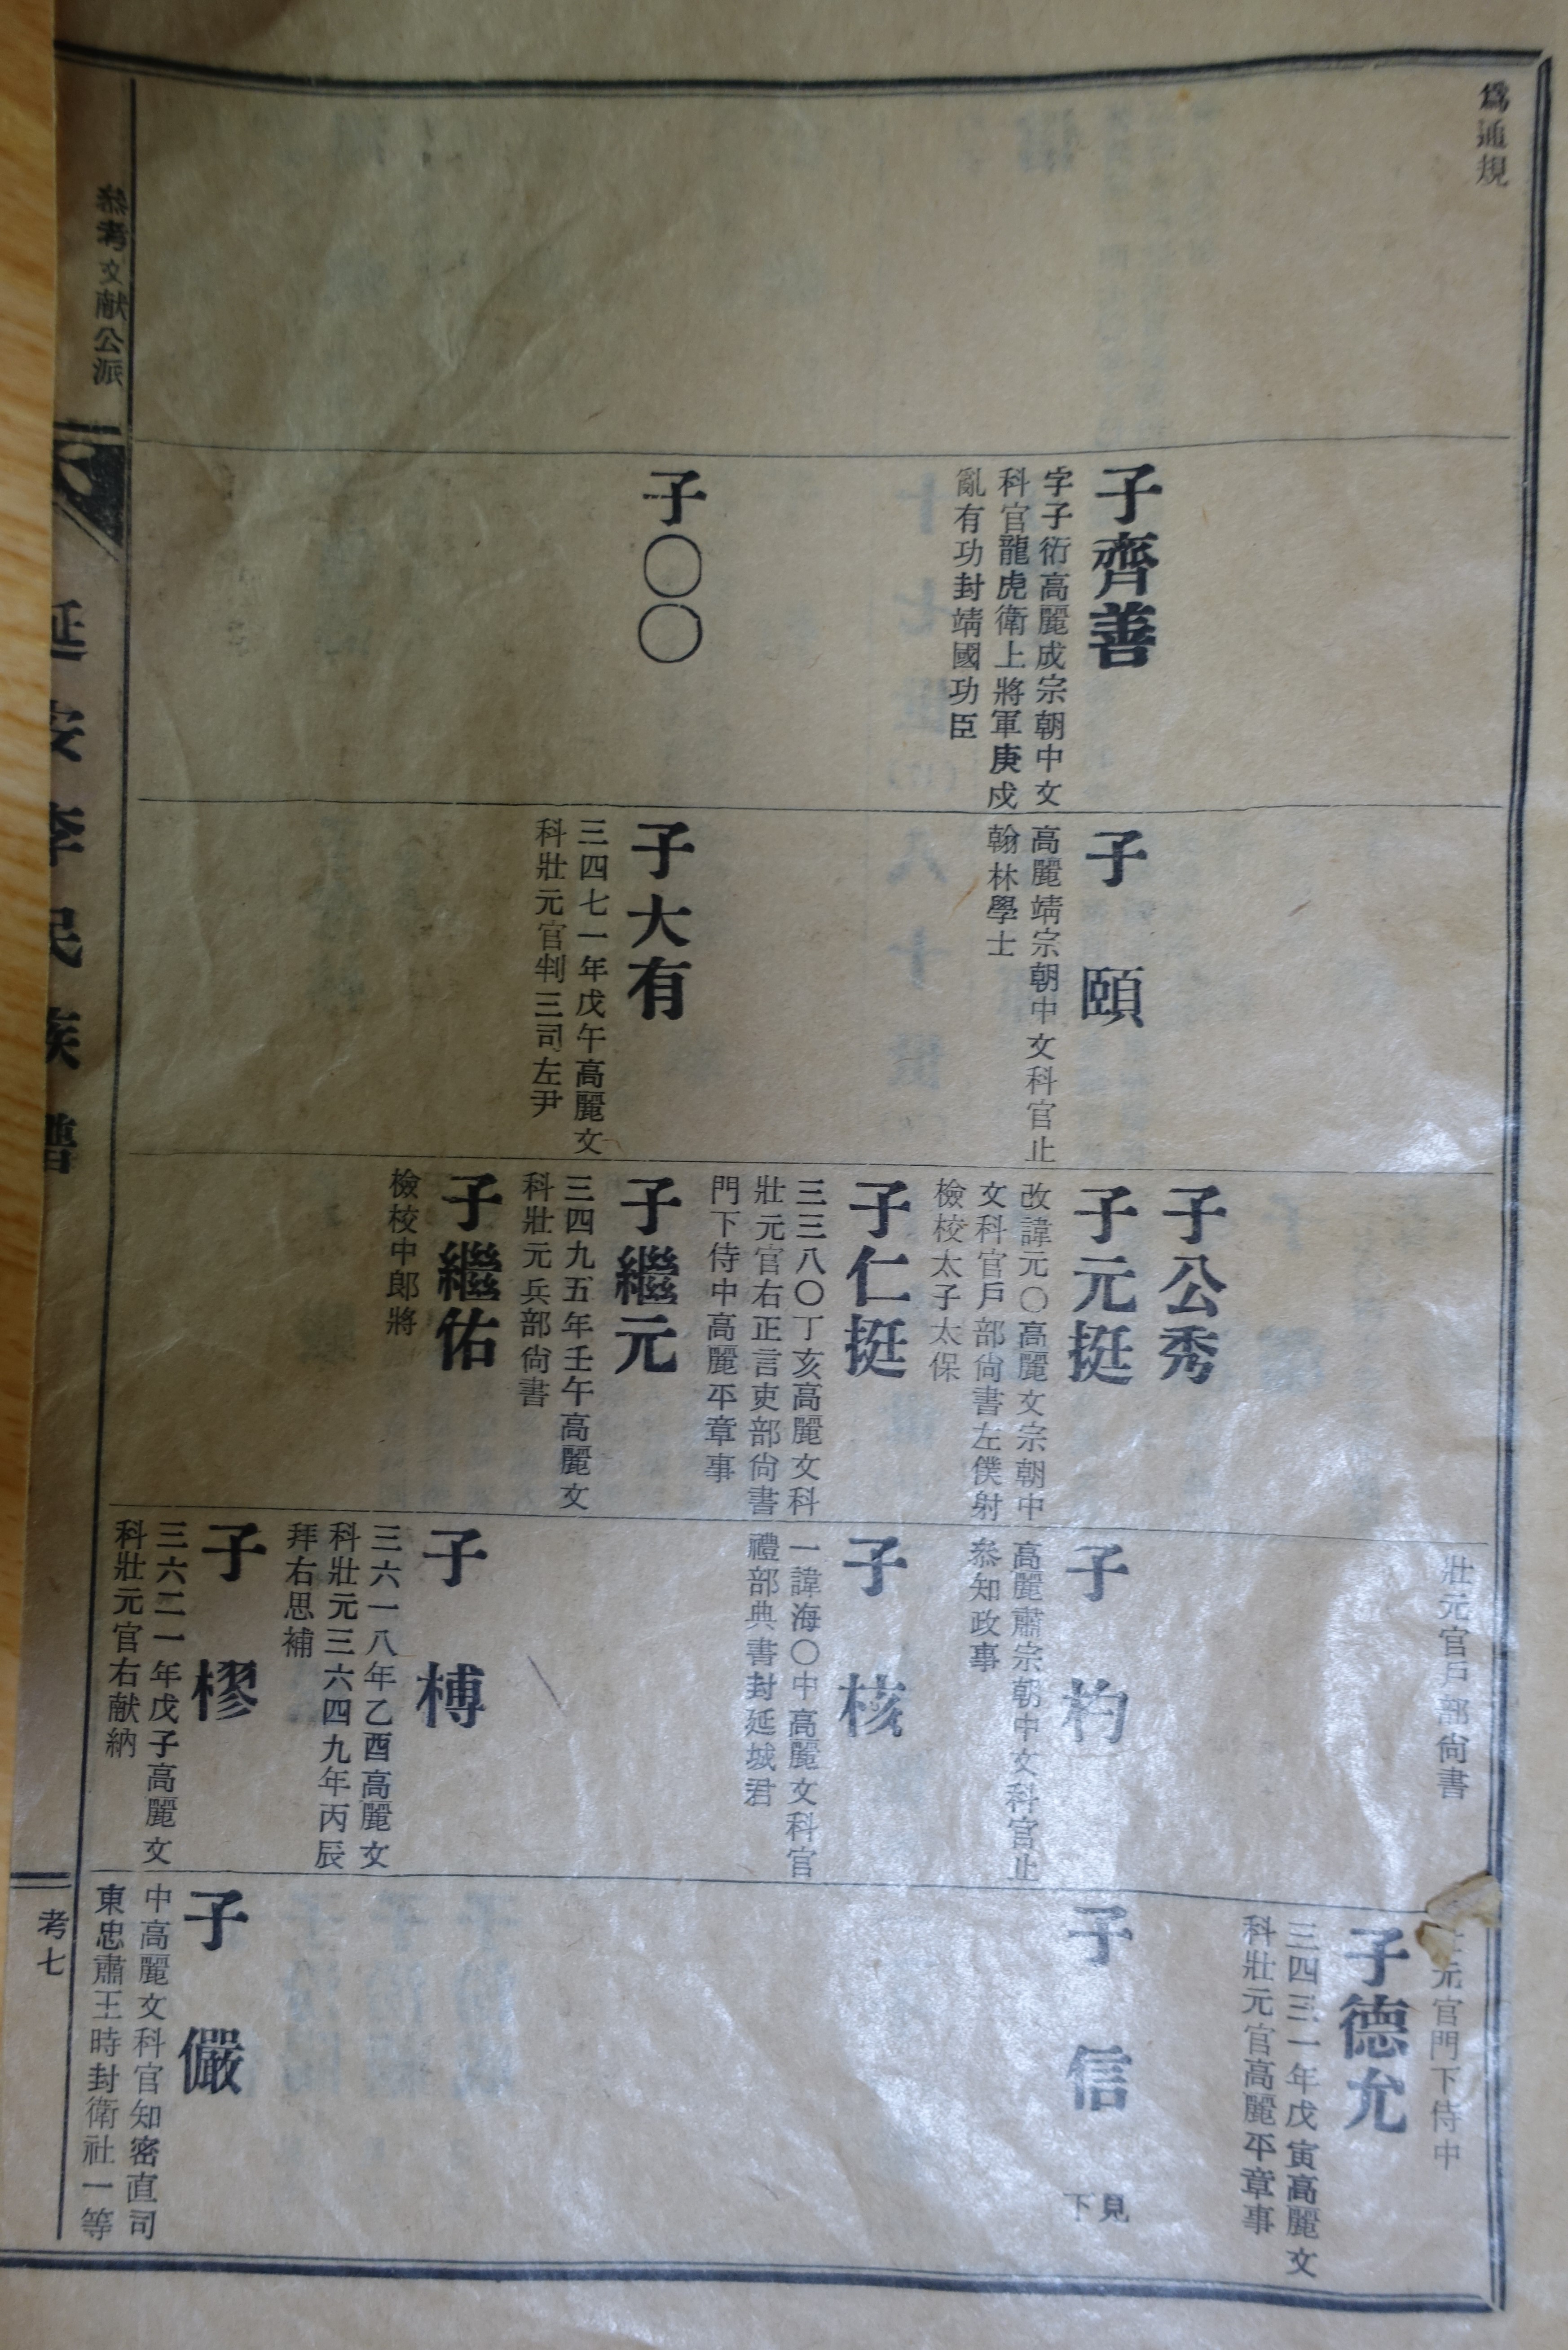 爲通規
子齊善
字子衎高麗成宗朝中文
科官龍虎衛上將軍庚戍
亂有功封靖國功臣
子〇〇
子　頤
高麗靖宗朝中文科官止
翰林學士
子大有
三四七一年戊午高麗文
科壯元官判三司左尹
子公秀
子元挺
改諱元〇高麗文宗朝中
文科官戶部尙書左僕射
檢校太子太保
子仁挺
三三八〇丁亥高麗文科
壯元官右正言吏部尙書
門下侍中高麗平章事
子繼元
三四九五年壬午高麗文
科壯元兵部尙書
子繼佑
檢校中郎將
壯元官戶部尙書
子　杓
高麗肅宗朝中文科官止
叅知政事
子　核
一諱海〇中高麗文科官
禮部典書封延城君
子　榑
三六一八年乙酉高麗文
科壯元三六四九年丙辰
拜右思補
子　樛
三六二一年戊子高麗文
科壯元官右献納
元官門下侍中
子德允
三四三一年戊寅高麗文
科壯元官高麗平章事
子　信
見下
子　儼
中高麗文科官知密直司
東忠肅王時封衛社一等
叅考文献公派
延安李氏族譜
考七